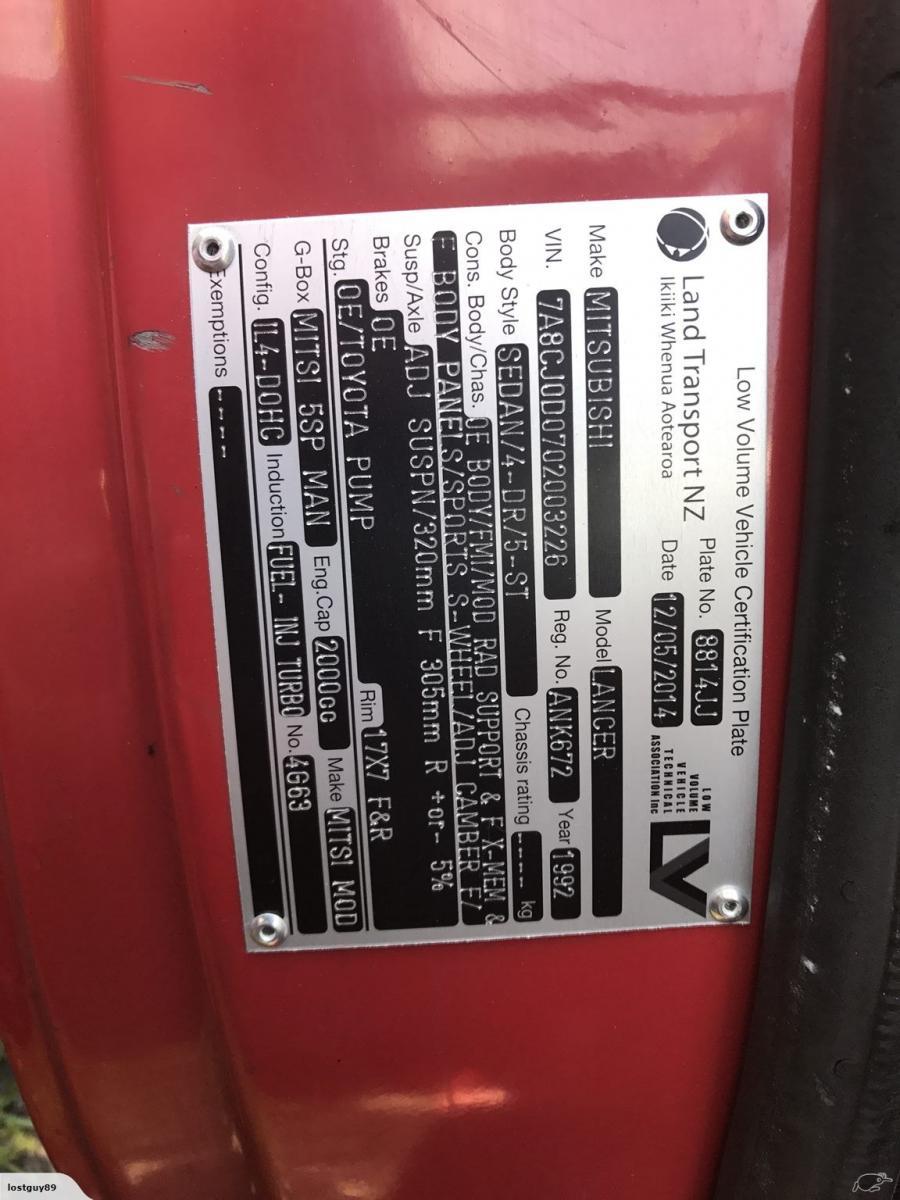 Low Volume Vehicle Certification Plate
Land Transport NZ
Ikiiki Whenua Aotearoa
Plate No. 8814JJ
Date 12/05/2014
LOW
VOLUME
VEHICLE
TECHNICAL
ASSOCIATION Inc
LV
Make MITSUBISHI Model LANCER
VIN. 7A8CJ0D0702003226 Reg. No. ANK672 Year 1992
Body Style SEDAN/4-DR/5-ST Chassis rating ---- kg
Cons. Body/Chas. OE BODY/FMI/MOD RAD SUPPORT & F X-MEM &
F BODY PANELS/SPORTS S-WHEEL/ADJ CAMBER F/
Susp/Axle ADJ SUSPN/320mm F 305mm R +or- 5%
Brakes OE Rim 17X7 F&R
Stg. OE/TOYOTA PUMP
G-Box MITSI 5SP MAN Eng.Cap 2000cc Make MITSI MOD
Config. IL4-DOHC Induction FUEL-INJ TURBO No. 4G63
Exemptions ----
lostguy89